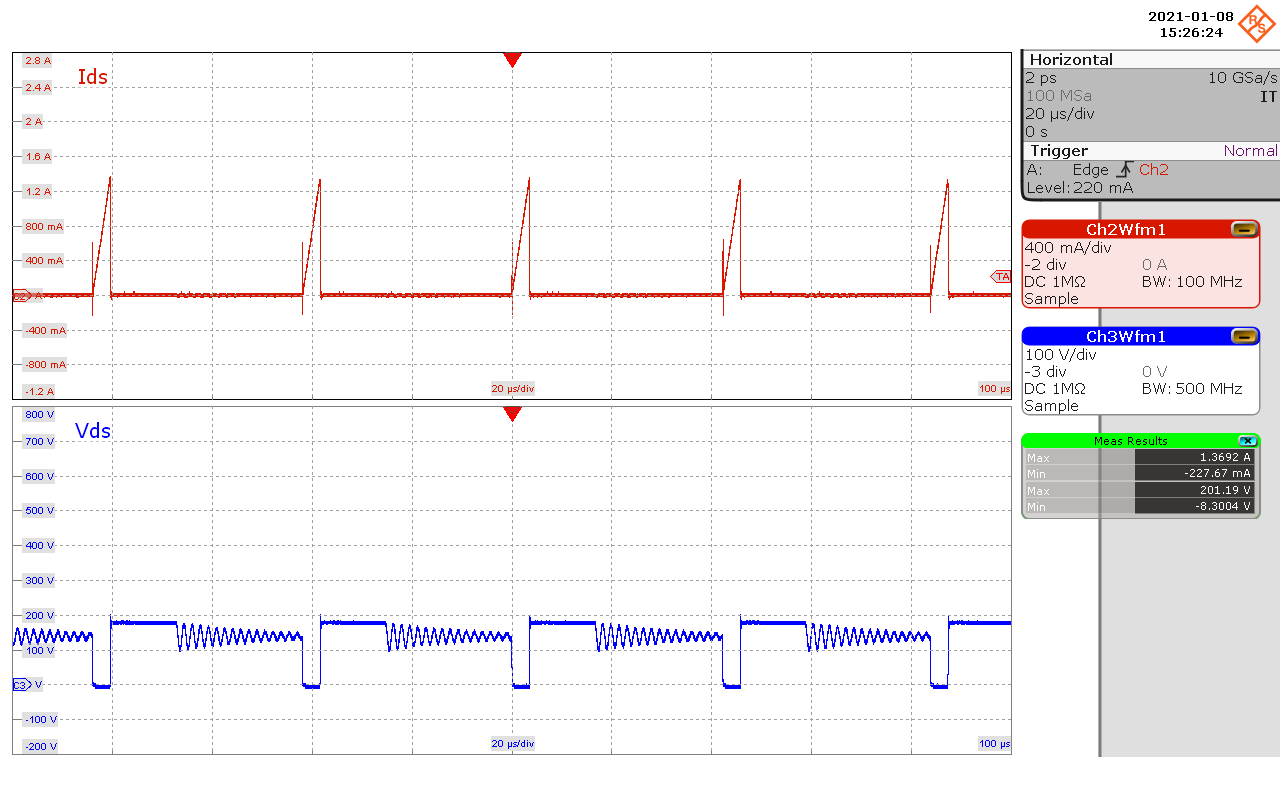 2021-01-08
15:26:24
R&S
2.8 A
Ids
2.4 A
2 A
1.6 A
1.2 A
800 mA
400 mA
C2 A
TA
-400 mA
-800 mA
-1.2 A
20 µs/div
100 µs
800 V
Vds
700 V
600 V
500 V
400 V
300 V
200 V
100 V
C3 V
-100 V
-200 V
20 µs/div
100 µs
Horizontal
2 ps 10 GSa/s
100 MSa IT
20 µs/div
0 s
Trigger Normal
A: Edge Ch2
Level: 220 mA
Ch2Wfm1
400 mA/div
-2 div 0 A
DC 1MΩ BW: 100 MHz
Sample
Ch3Wfm1
100 V/div
-3 div 0 V
DC 1MΩ BW: 500 MHz
Sample
Meas Results
Max 1.3692 A
Min -227.67 mA
Max 201.19 V
Min -8.3004 V